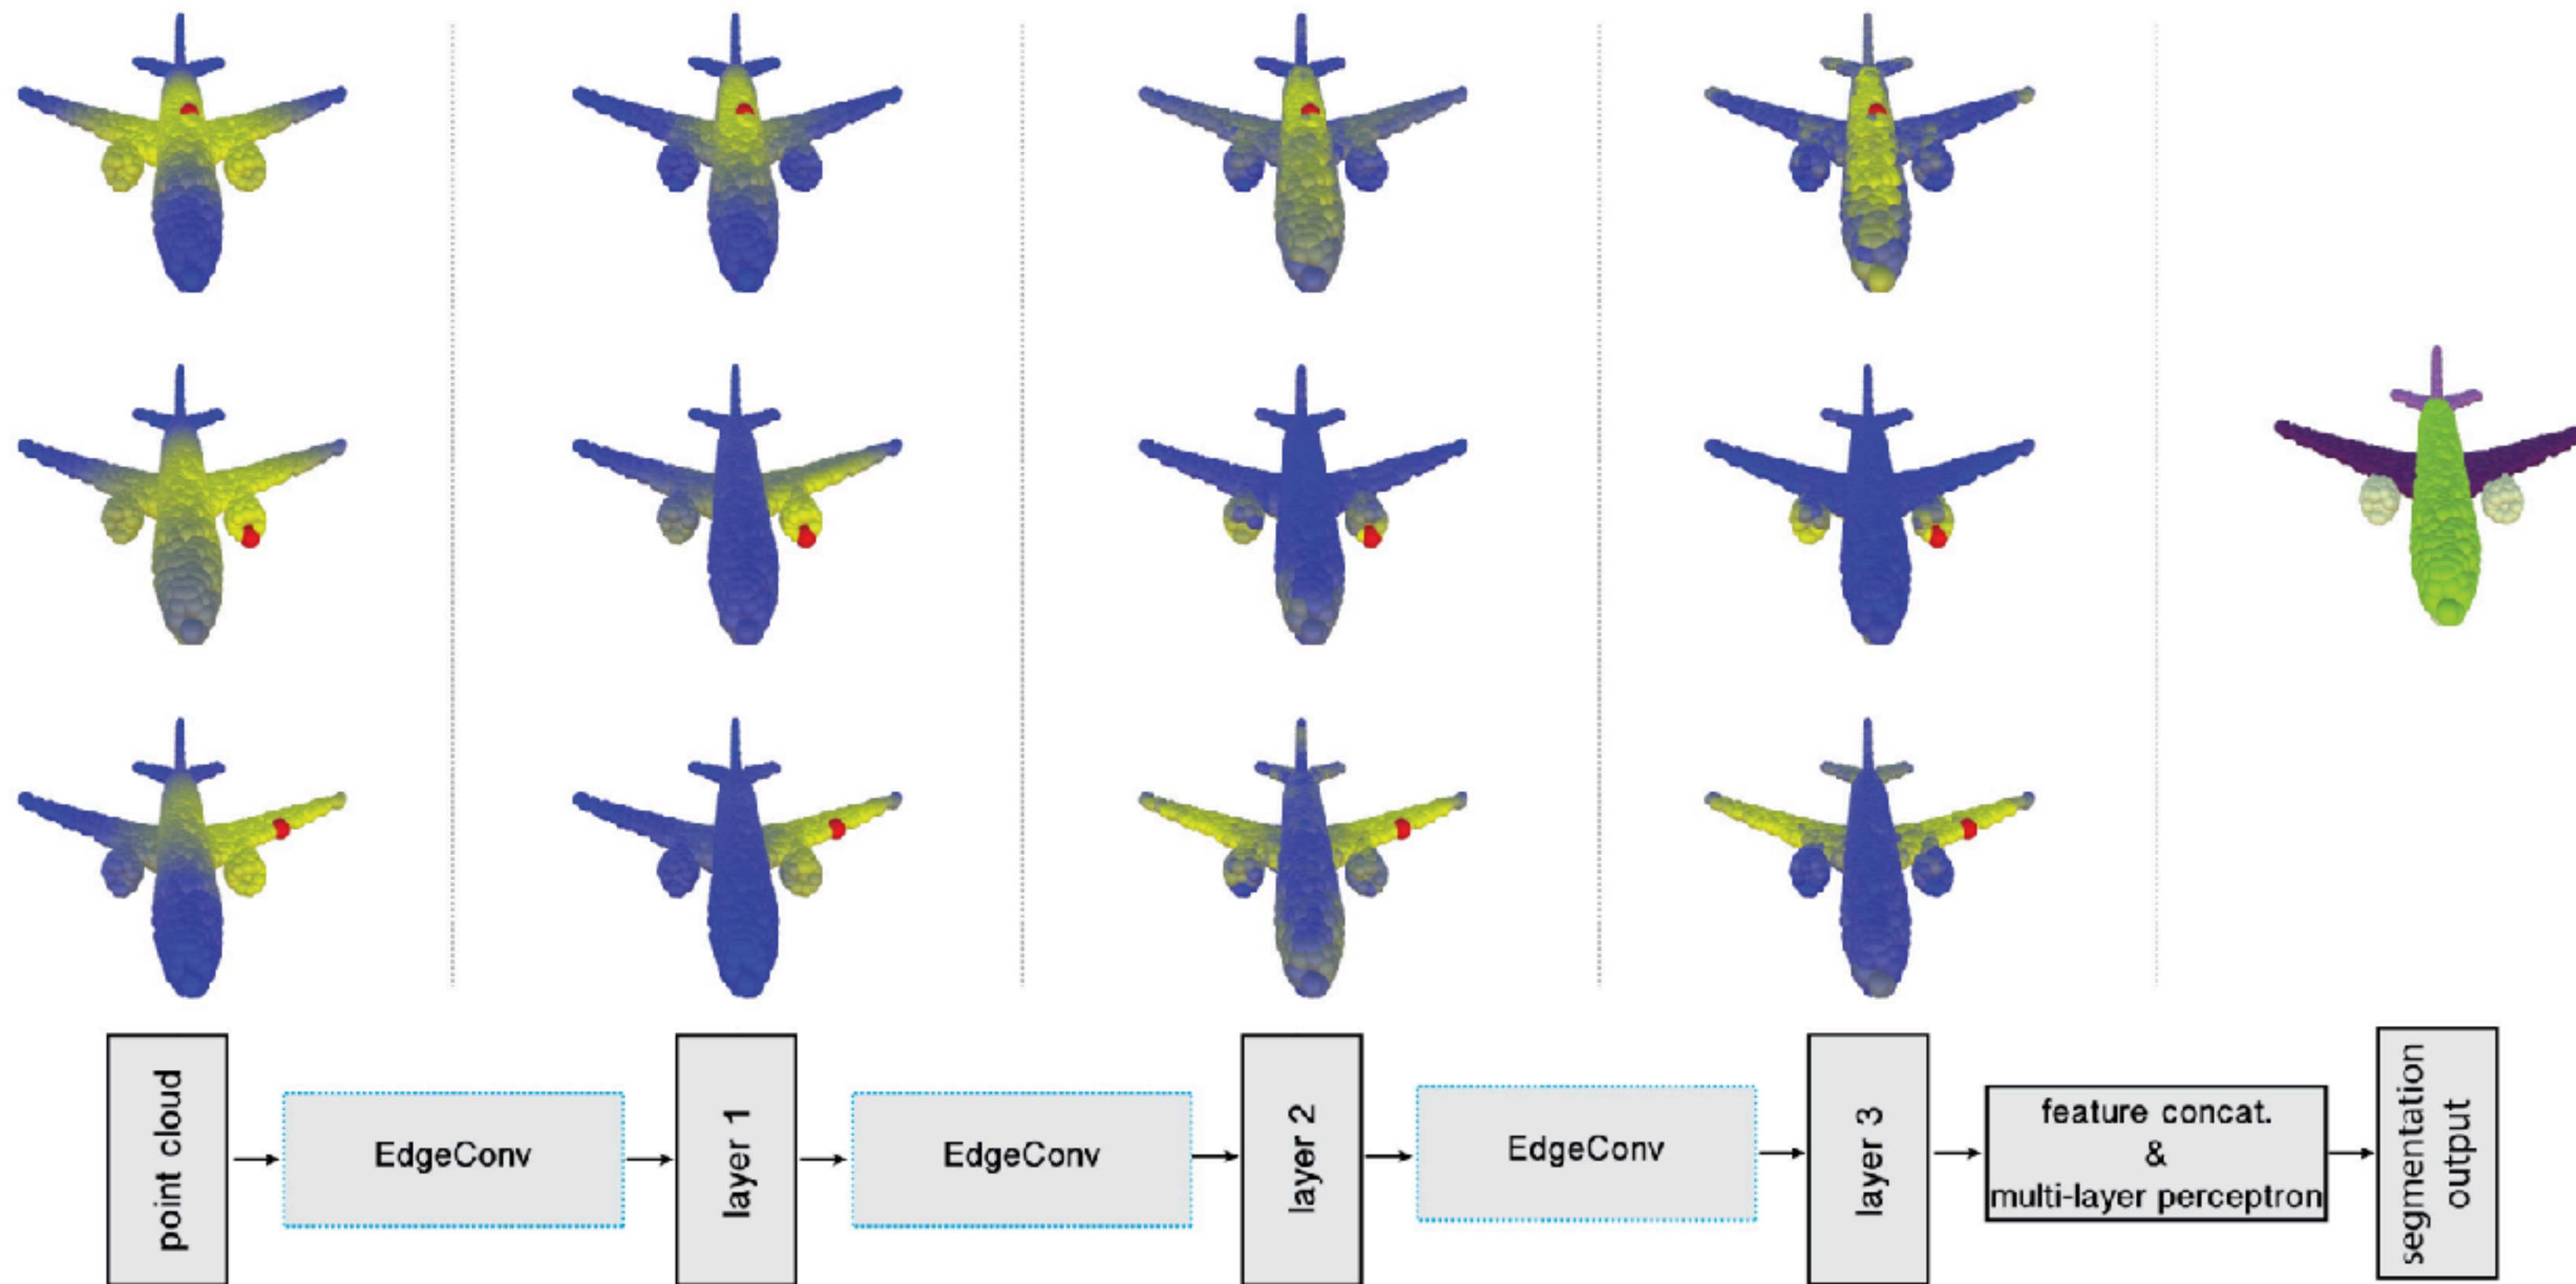 point cloud
EdgeConv
layer 1
EdgeConv
layer 2
EdgeConv
layer 3
feature concat.
&
multi-layer perceptron
segmentation
output